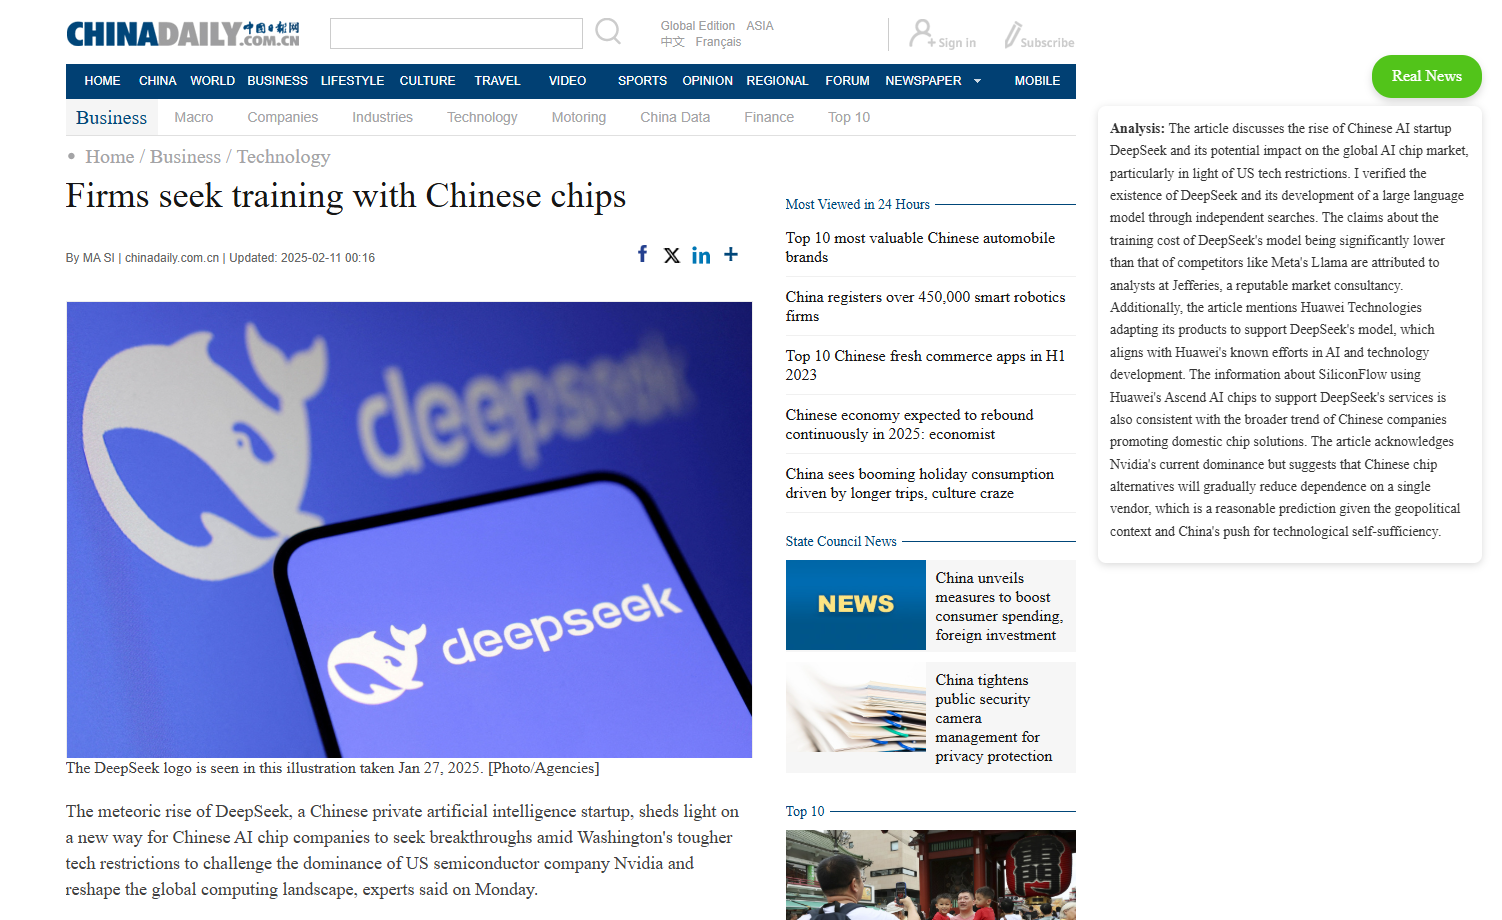 CHINADAILY 中国日报网
.COM.CN
Global Edition ASIA
中文 Français
Sign in
Subscribe
HOME CHINA WORLD BUSINESS LIFESTYLE CULTURE TRAVEL VIDEO SPORTS OPINION REGIONAL FORUM NEWSPAPER MOBILE
Business Macro Companies Industries Technology Motoring China Data Finance Top 10
Home / Business / Technology
Firms seek training with Chinese chips
By MA SI | chinadaily.com.cn | Updated: 2025-02-11 00:16
deepseek
deepseek
The DeepSeek logo is seen in this illustration taken Jan 27, 2025. [Photo/Agencies]
The meteoric rise of DeepSeek, a Chinese private artificial intelligence startup, sheds light on
a new way for Chinese AI chip companies to seek breakthroughs amid Washington's tougher
tech restrictions to challenge the dominance of US semiconductor company Nvidia and
reshape the global computing landscape, experts said on Monday.
Most Viewed in 24 Hours
Top 10 most valuable Chinese automobile
brands
China registers over 450,000 smart robotics
firms
Top 10 Chinese fresh commerce apps in H1
2023
Chinese economy expected to rebound
continuously in 2025: economist
China sees booming holiday consumption
driven by longer trips, culture craze
State Council News
NEWS
China unveils
measures to boost
consumer spending,
foreign investment
China tightens
public security
camera
management for
privacy protection
Top 10
Real News
Analysis: The article discusses the rise of Chinese AI startup
DeepSeek and its potential impact on the global AI chip market,
particularly in light of US tech restrictions. I verified the
existence of DeepSeek and its development of a large language
model through independent searches. The claims about the
training cost of DeepSeek's model being significantly lower
than that of competitors like Meta's Llama are attributed to
analysts at Jefferies, a reputable market consultancy.
Additionally, the article mentions Huawei Technologies
adapting its products to support DeepSeek's model, which
aligns with Huawei's known efforts in AI and technology
development. The information about SiliconFlow using
Huawei's Ascend AI chips to support DeepSeek's services is
also consistent with the broader trend of Chinese companies
promoting domestic chip solutions. The article acknowledges
Nvidia's current dominance but suggests that Chinese chip
alternatives will gradually reduce dependence on a single
vendor, which is a reasonable prediction given the geopolitical
context and China's push for technological self-sufficiency.